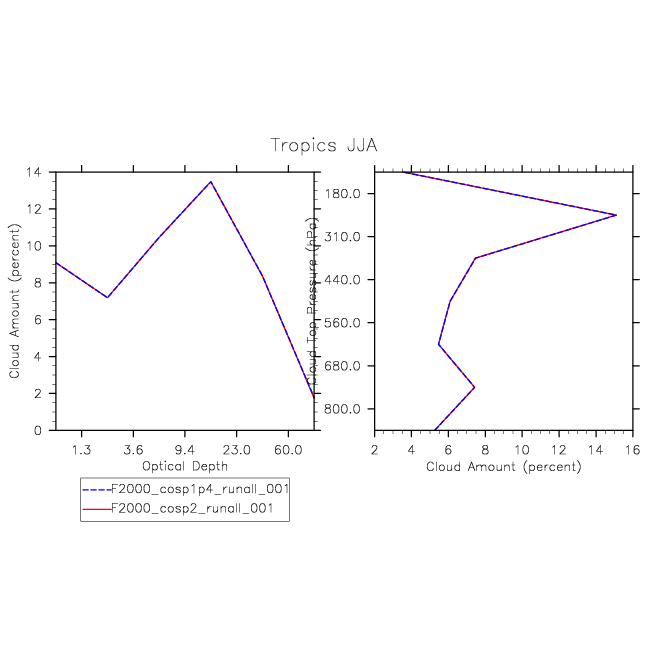 Tropics JJA
Cloud Amount (percent)
14
12
10
8
6
4
2
0
1.3 3.6 9.4 23.0 60.0
Optical Depth
Cloud Top Pressure (hPa)
180.0
310.0
440.0
560.0
680.0
800.0
2 4 6 8 10 12 14 16
Cloud Amount (percent)
F2000_cosp1p4_runall_001
F2000_cosp2_runall_001